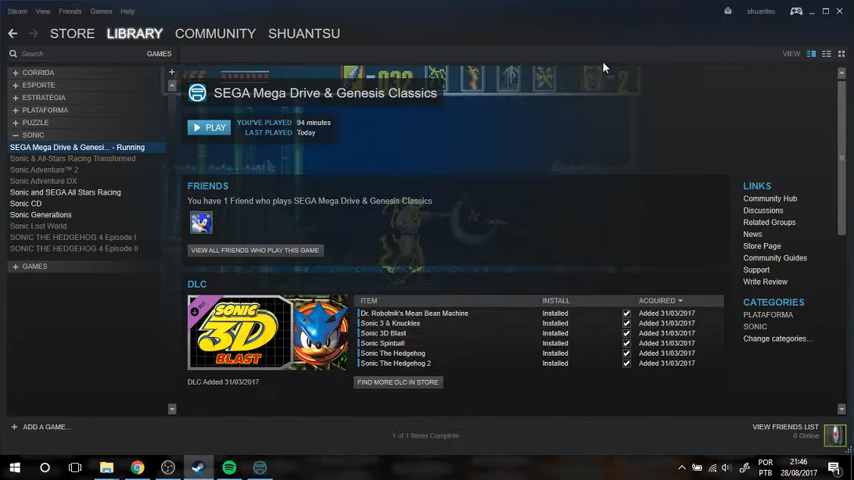 Steam View Friends Games Help
shuantsu
STORE LIBRARY COMMUNITY SHUANTSU
Search GAMES
VIEW
CORRIDA
ESPORTE
ESTRATÉGIA
PLATAFORMA
PUZZLE
SONIC
SEGA Mega Drive & Genesi... - Running
Sonic & All-Stars Racing Transformed
Sonic Adventure™ 2
Sonic Adventure DX
Sonic and SEGA All Stars Racing
Sonic CD
Sonic Generations
Sonic Lost World
SONIC THE HEDGEHOG 4 Episode I
SONIC THE HEDGEHOG 4 Episode II
GAMES
SEGA Mega Drive & Genesis Classics
PLAY
YOU'VE PLAYED 94 minutes
LAST PLAYED Today
FRIENDS
You have 1 Friend who plays SEGA Mega Drive & Genesis Classics
VIEW ALL FRIENDS WHO PLAY THIS GAME
DLC
DLC
SONIC
3D
BLAST
DLC Added 31/03/2017
ITEM INSTALL ACQUIRED
Dr. Robotnik's Mean Bean Machine Installed Added 31/03/2017
Sonic 3 & Knuckles Installed Added 31/03/2017
Sonic 3D Blast Installed Added 31/03/2017
Sonic Spinball Installed Added 31/03/2017
Sonic The Hedgehog Installed Added 31/03/2017
Sonic The Hedgehog 2 Installed Added 31/03/2017
FIND MORE DLC IN STORE
LINKS
Community Hub
Discussions
Related Groups
News
Store Page
Community Guides
Support
Write Review
CATEGORIES
PLATAFORMA
SONIC
Change categories...
ADD A GAME...
1 of 1 Items Complete
VIEW FRIENDS LIST
0 Online
POR
PTB
21:46
28/08/2017